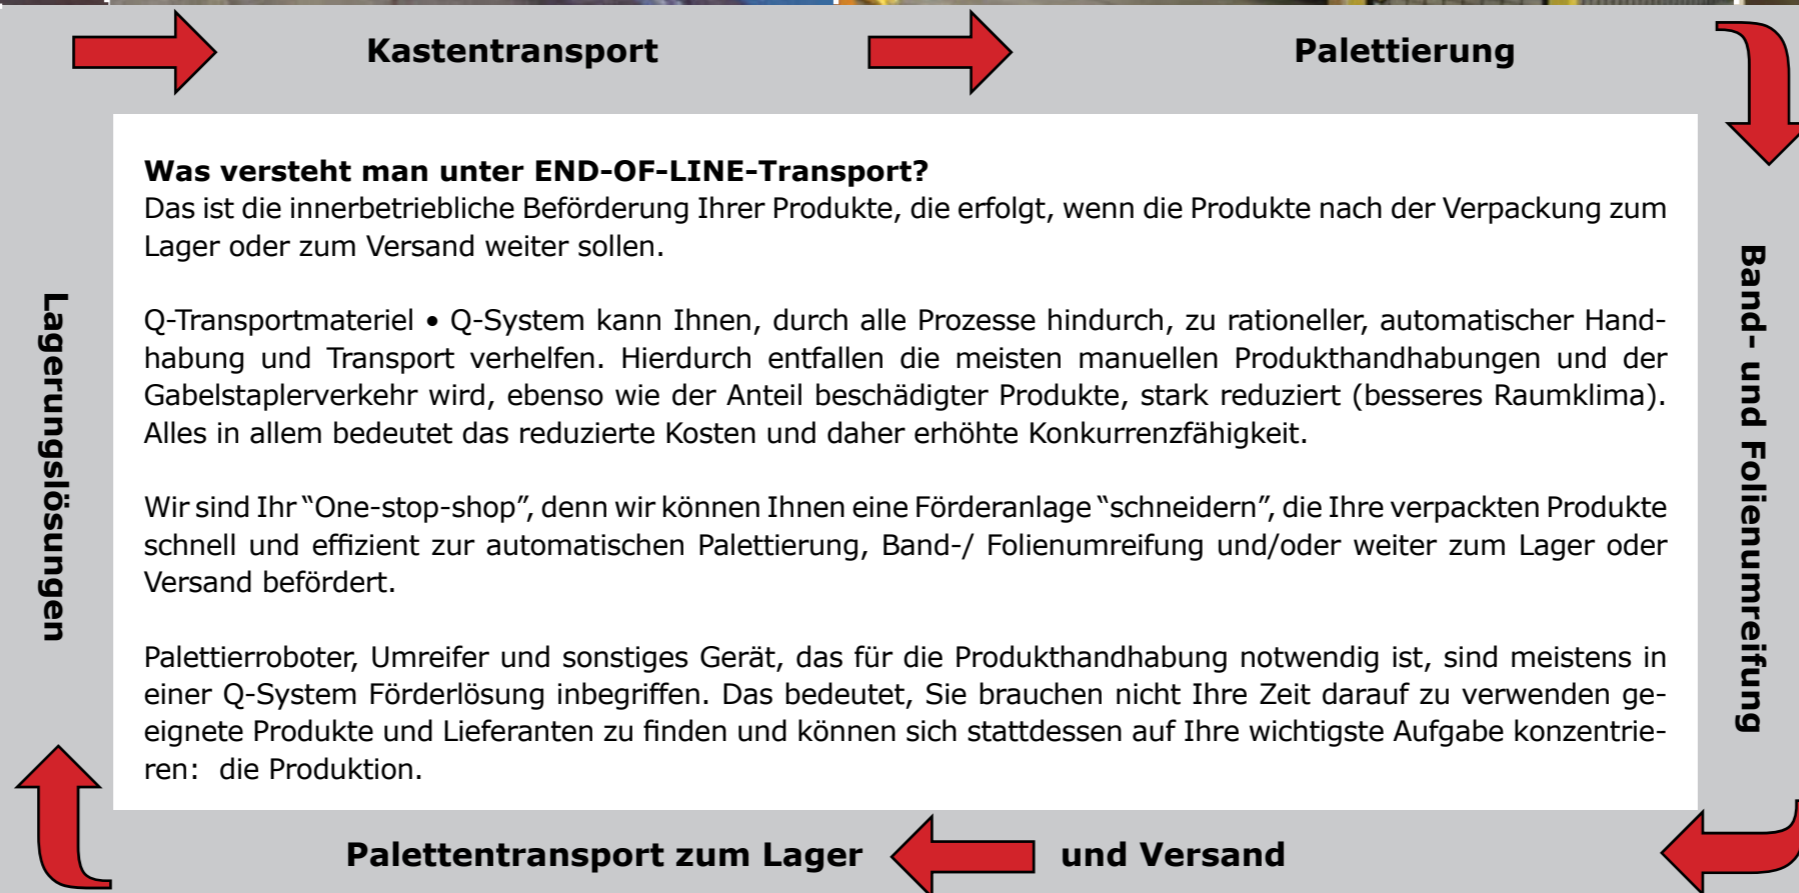 Kastentransport
Palettierung
Was versteht man unter END-OF-LINE-Transport?
Das ist die innerbetriebliche Beförderung Ihrer Produkte, die erfolgt, wenn die Produkte nach der Verpackung zum
Lager oder zum Versand weiter sollen.
Q-Transportmateriel • Q-System kann Ihnen, durch alle Prozesse hindurch, zu rationeller, automatischer Hand-
habung und Transport verhelfen. Hierdurch entfallen die meisten manuellen Produkthandhabungen und der
Gabelstaplerverkehr wird, ebenso wie der Anteil beschädigter Produkte, stark reduziert (besseres Raumklima).
Alles in allem bedeutet das reduzierte Kosten und daher erhöhte Konkurrenzfähigkeit.
Wir sind Ihr “One-stop-shop”, denn wir können Ihnen eine Förderanlage “schneidern”, die Ihre verpackten Produkte
schnell und effizient zur automatischen Palettierung, Band-/ Folienumreifung und/oder weiter zum Lager oder
Versand befördert.
Palettierroboter, Umreifer und sonstiges Gerät, das für die Produkthandhabung notwendig ist, sind meistens in
einer Q-System Förderlösung inbegriffen. Das bedeutet, Sie brauchen nicht Ihre Zeit darauf zu verwenden ge-
eignete Produkte und Lieferanten zu finden und können sich stattdessen auf Ihre wichtigste Aufgabe konzentrie-
ren:  die Produktion.
Band- und Folienumreifung
Palettentransport zum Lager
und Versand
Lagerungslösungen